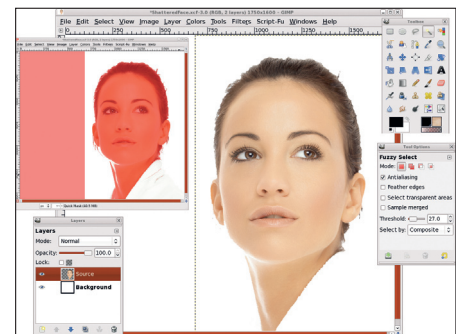 *ShatteredFace.xcf-5.0 (RGB, 2 layers) 1750x1600 – GIMP
File Edit Select View Image Layer Colors Tools Filters Script-Fu Windows Help
250 500 750 1000 1250 1500
Toolbox
Tool Options
Fuzzy Select
Mode:
Antialiasing
Feather edges
Select transparent areas
Sample merged
Threshold: 27.0
Select by: Composite
Layers
Layers
Mode: Normal
Opacity: 100.0
Lock:
Source
Background